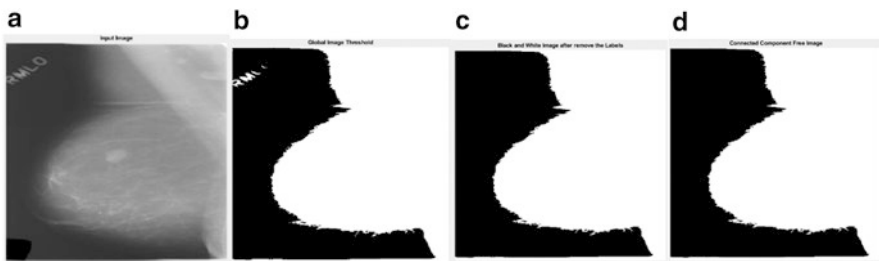 a
Input Image
RMLO
b
Global Image Threshold
RMLO
c
Black and White Image after remove the Labels
d
Connected Component Free Image